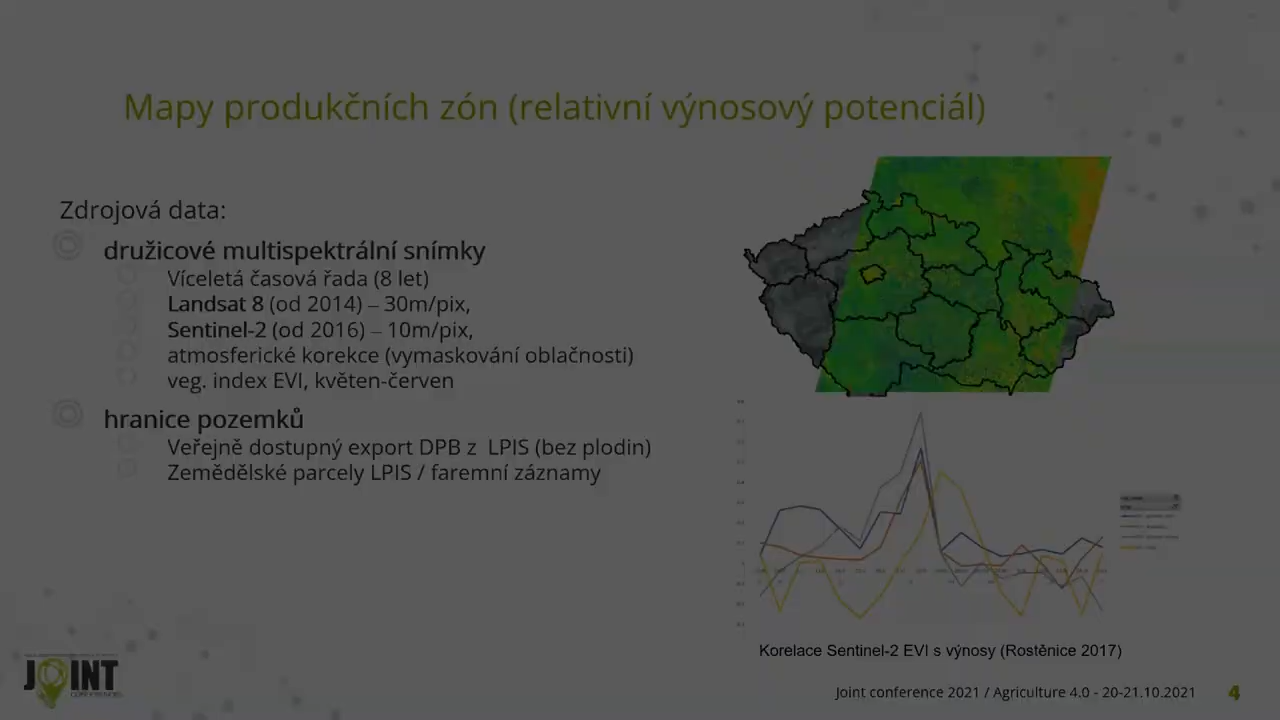 Mapy produkčních zón (relativní výnosový potenciál)
Zdrojová data:
družicové multispektrální snímky
Víceletá časová řada (8 let)
Landsat 8 (od 2014) – 30m/pix,
Sentinel-2 (od 2016) – 10m/pix,
atmosferické korekce (vymaskování oblačnosti)
veg. index EVI, květen-červen
hranice pozemků
Veřejně dostupný export DPB z LPIS (bez plodin)
Zemědělské parcely LPIS / faremní záznamy
Korelace Sentinel-2 EVI s výnosy (Rostěnice 2017)
JOINT
Joint conference 2021 / Agriculture 4.0 - 20-21.10.2021
4